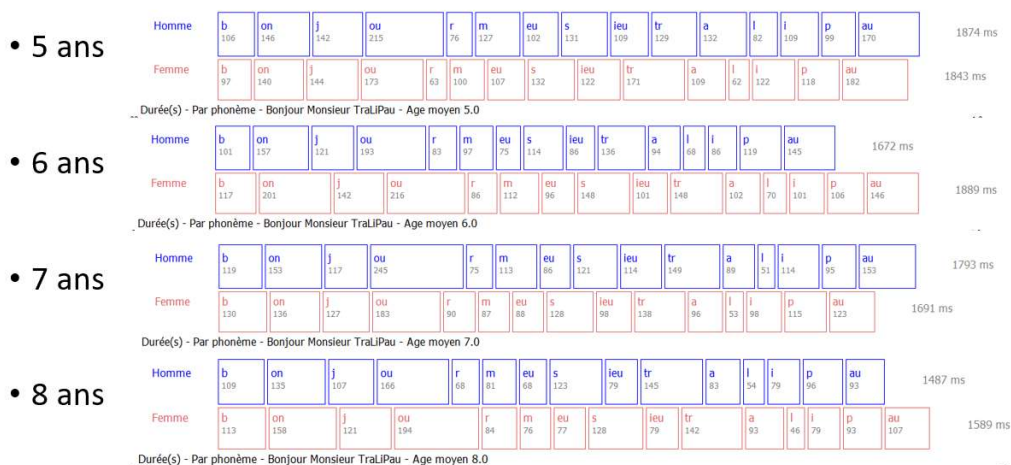 • 5 ans
Homme b on j ou r m eu s ieu tr a l i p au 1874 ms
106 146 142 215 76 127 102 131 109 129 132 82 109 99 170
Femme b on j ou r m eu s ieu tr a l i p au 1843 ms
97 140 144 173 63 100 107 132 122 171 109 62 122 118 182
Durée(s) - Par phonème - Bonjour Monsieur TraLiPau - Age moyen 5.0
• 6 ans
Homme b on j ou r m eu s ieu tr a l i p au 1672 ms
101 157 121 193 83 97 75 114 86 136 94 68 86 119 145
Femme b on j ou r m eu s ieu tr a l i p au 1889 ms
117 201 142 216 86 112 96 148 101 148 102 70 101 106 146
Durée(s) - Par phonème - Bonjour Monsieur TraLiPau - Age moyen 6.0
• 7 ans
Homme b on j ou r m eu s ieu tr a l i p au 1793 ms
119 153 117 245 75 113 86 121 114 149 89 51 114 95 153
Femme b on j ou r m eu s ieu tr a l i p au 1691 ms
130 136 127 183 90 87 88 128 98 138 96 53 98 115 123
Durée(s) - Par phonème - Bonjour Monsieur TraLiPau - Age moyen 7.0
• 8 ans
Homme b on j ou r m eu s ieu tr a l i p au 1487 ms
109 135 107 166 68 81 68 123 79 145 83 54 79 96 93
Femme b on j ou r m eu s ieu tr a l i p au 1589 ms
113 158 121 194 84 76 77 128 79 142 93 46 79 93 107
Durée(s) - Par phonème - Bonjour Monsieur TraLiPau - Age moyen 8.0